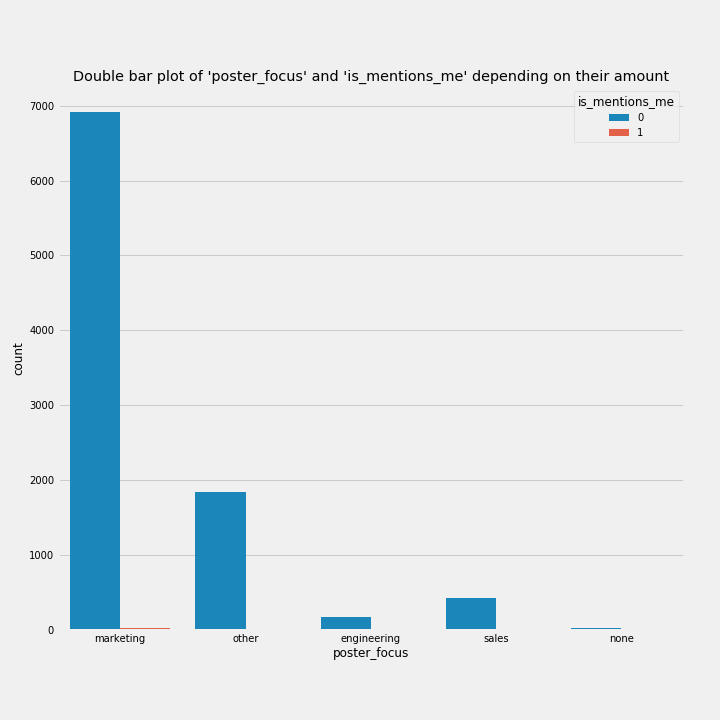 Double bar plot of 'poster_focus' and 'is_mentions_me' depending on their amount
is_mentions_me
0
1
7000
6000
5000
4000
3000
2000
1000
0
count
marketing other engineering sales none
poster_focus